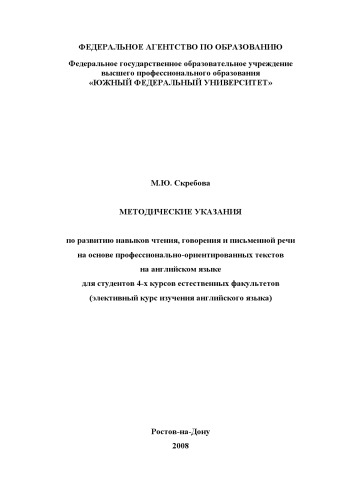 ФЕДЕРАЛЬНОЕ АГЕНТСТВО ПО ОБРАЗОВАНИЮ
Федеральное государственное образовательное учреждение
высшего профессионального образования
«ЮЖНЫЙ ФЕДЕРАЛЬНЫЙ УНИВЕРСИТЕТ»
М.Ю. Скребова
МЕТОДИЧЕСКИЕ УКАЗАНИЯ
по развитию навыков чтения, говорения и письменной речи
на основе профессионально-ориентированных текстов
на английском языке
для студентов 4-х курсов естественных факультетов
(элективный курс изучения английского языка)
Ростов-на-Дону
2008